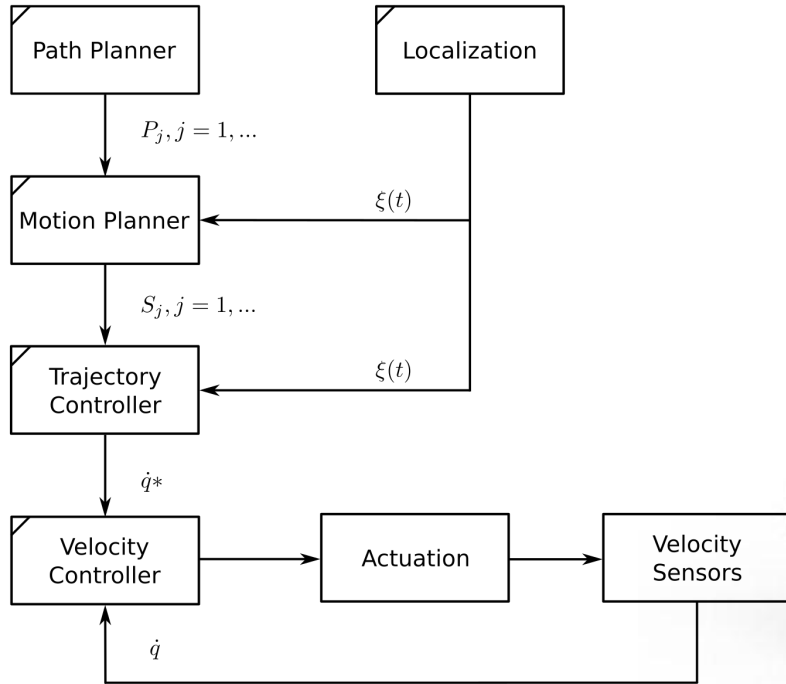 Path Planner
Localization
P_j, j = 1, ...
Motion Planner
ξ(t)
S_j, j = 1, ...
Trajectory
Controller
ξ(t)
q̇*
Velocity
Controller
Actuation
Velocity
Sensors
q̇